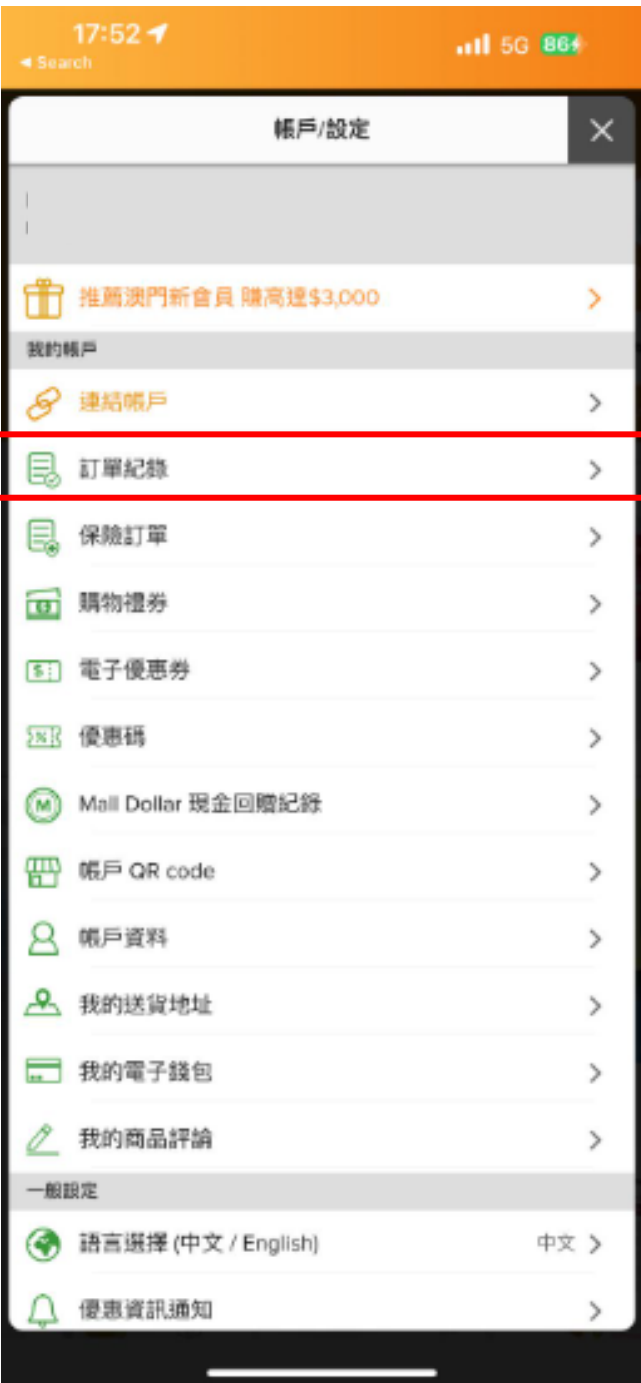 17:52
◀ Search
5G 86
帳戶/設定
推薦澳門新會員 賺高達$3,000
我的帳戶
連結帳戶
訂單紀錄
保險訂單
購物禮券
電子優惠券
優惠碼
Mall Dollar 現金回贈紀錄
帳戶 QR code
帳戶資料
我的送貨地址
我的電子錢包
我的商品評論
一般設定
語言選擇 (中文 / English) 中文
優惠資訊通知